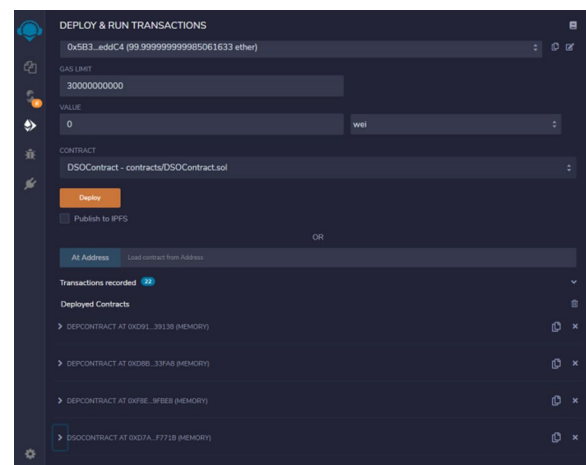 DEPLOY & RUN TRANSACTIONS
0x5B3...eddC4 (99.999999999985061633 ether)
GAS LIMIT
30000000000
VALUE
0 wei
CONTRACT
DSOContract - contracts/DSOContract.sol
Deploy
Publish to IPFS
OR
At Address Load contract from Address
Transactions recorded 22
Deployed Contracts
DEPCONTRACT AT 0XD91...39138 (MEMORY)
DEPCONTRACT AT 0XD8B...33FA8 (MEMORY)
DEPCONTRACT AT 0XF8E...9FBE8 (MEMORY)
DSOCONTRACT AT 0XD7A...F771B (MEMORY)